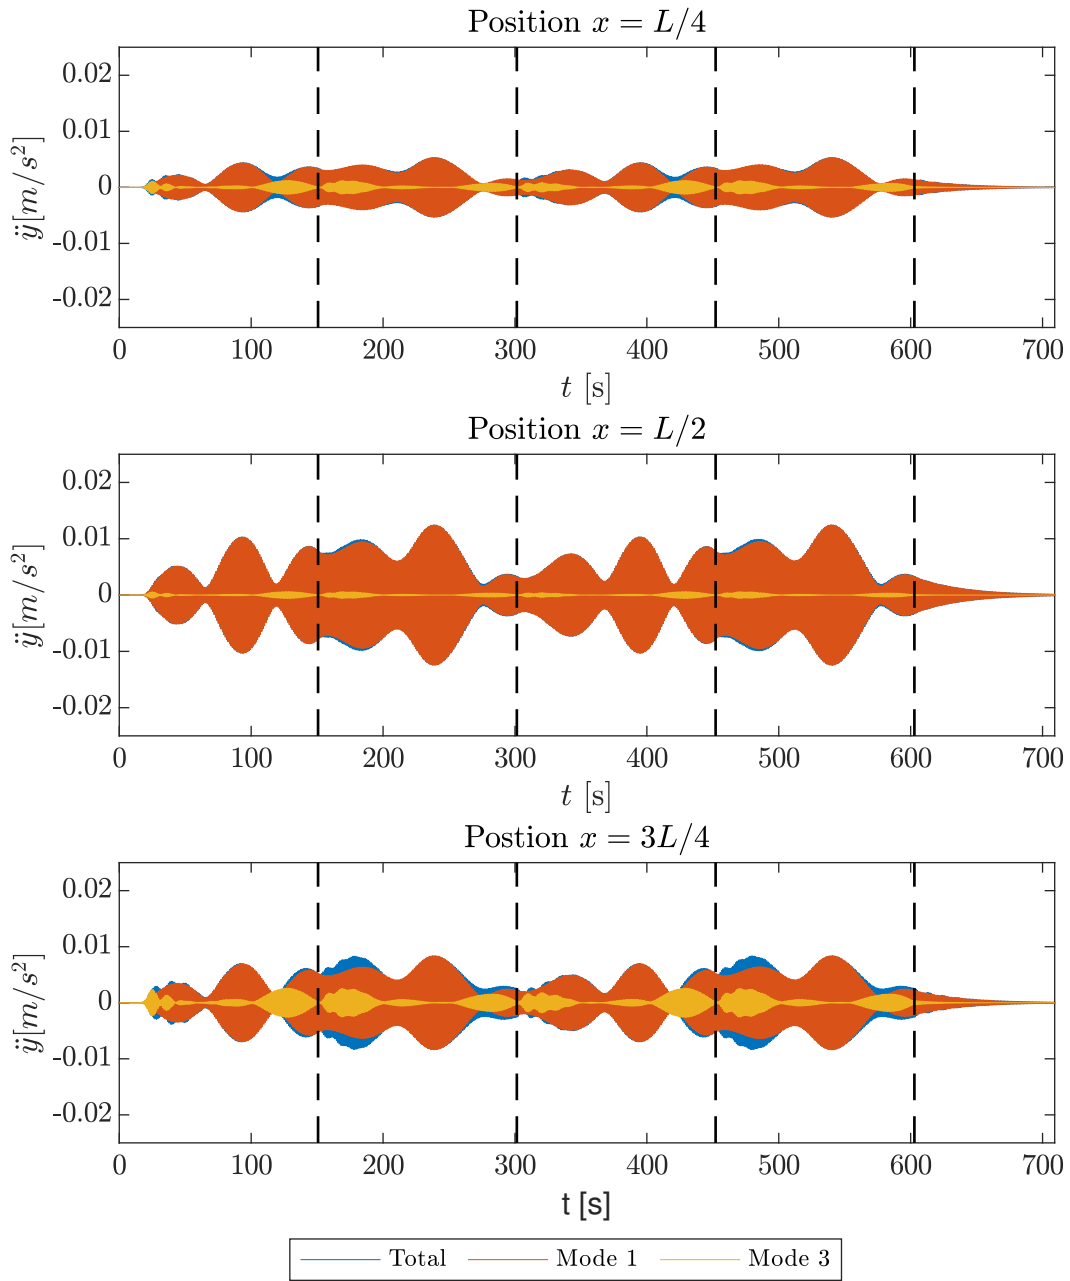 Position x = L/4
0.02
0.01
0
-0.01
-0.02
ÿ[m/s²]
0 100 200 300 400 500 600 700
t [s]
Position x = L/2
0.02
0.01
0
-0.01
-0.02
ÿ[m/s²]
0 100 200 300 400 500 600 700
t [s]
Postion x = 3L/4
0.02
0.01
0
-0.01
-0.02
ÿ[m/s²]
0 100 200 300 400 500 600 700
t [s]
Total Mode 1 Mode 3